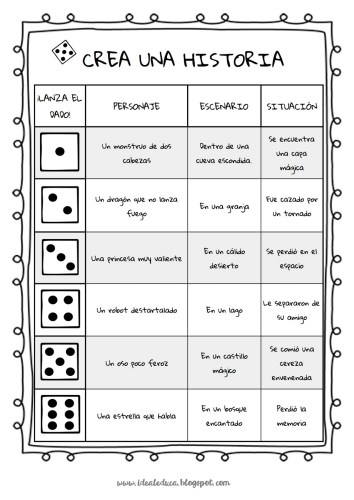 CREA UNA HISTORIA
¡LANZA EL
DADO!
PERSONAJE
ESCENARIO
SITUACIÓN
Un monstruo de dos
cabezas
Dentro de una
cueva escondida.
Se encuentra
una capa
mágica
Un dragón que no lanza
fuego
En una granja
Fue cazado por
un tornado
Una princesa muy valiente
En un cálido
desierto
Se perdió en el
espacio
Un robot destartalado
En un lago
Le separaron de
su amigo
Un oso poco feroz
En un castillo
mágico
Se comió una
cereza
envenenada
Una estrella que habla
En un bosque
encantado
Perdió la
memoria
www.idealeduca.blogspot.com